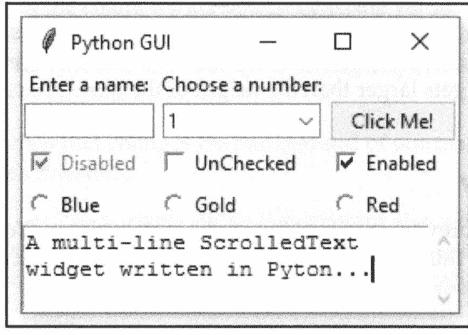 Python GUI
Enter a name: Choose a number:
1 Click Me!
Disabled UnChecked Enabled
Blue Gold Red
A multi-line ScrolledText
widget written in Pyton...